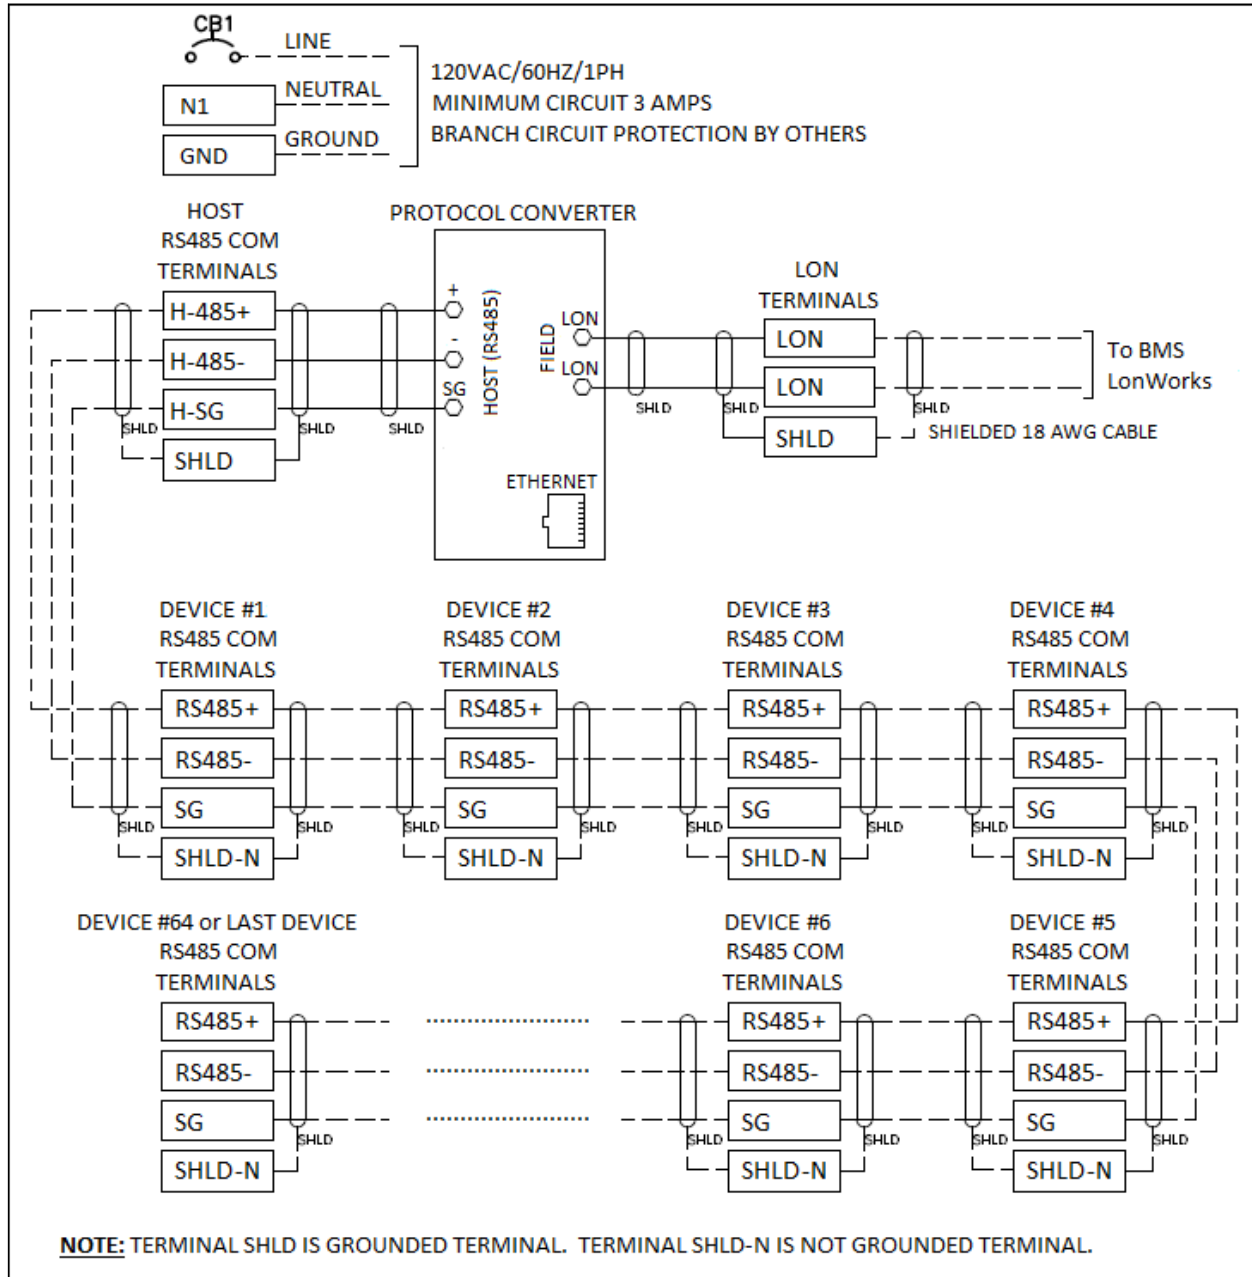 CB1
LINE
N1
NEUTRAL
GND
GROUND
120VAC/60HZ/1PH
MINIMUM CIRCUIT 3 AMPS
BRANCH CIRCUIT PROTECTION BY OTHERS
HOST
RS485 COM
TERMINALS
H-485+
H-485-
H-SG
SHLD
SHLD
SHLD
SHLD
PROTOCOL CONVERTER
+
-
SG
HOST (RS485)
FIELD
LON
LON
ETHERNET
LON
TERMINALS
LON
LON
SHLD
SHLD
SHLD
SHLD
To BMS
LonWorks
SHIELDED 18 AWG CABLE
DEVICE #1
RS485 COM
TERMINALS
RS485+
RS485-
SG
SHLD-N
SHLD
SHLD
DEVICE #2
RS485 COM
TERMINALS
RS485+
RS485-
SG
SHLD-N
SHLD
SHLD
DEVICE #3
RS485 COM
TERMINALS
RS485+
RS485-
SG
SHLD-N
SHLD
SHLD
DEVICE #4
RS485 COM
TERMINALS
RS485+
RS485-
SG
SHLD-N
SHLD
SHLD
DEVICE #64 or LAST DEVICE
RS485 COM
TERMINALS
RS485+
RS485-
SG
SHLD-N
SHLD
DEVICE #6
RS485 COM
TERMINALS
RS485+
RS485-
SG
SHLD-N
SHLD
SHLD
DEVICE #5
RS485 COM
TERMINALS
RS485+
RS485-
SG
SHLD-N
SHLD
SHLD
NOTE: TERMINAL SHLD IS GROUNDED TERMINAL. TERMINAL SHLD-N IS NOT GROUNDED TERMINAL.